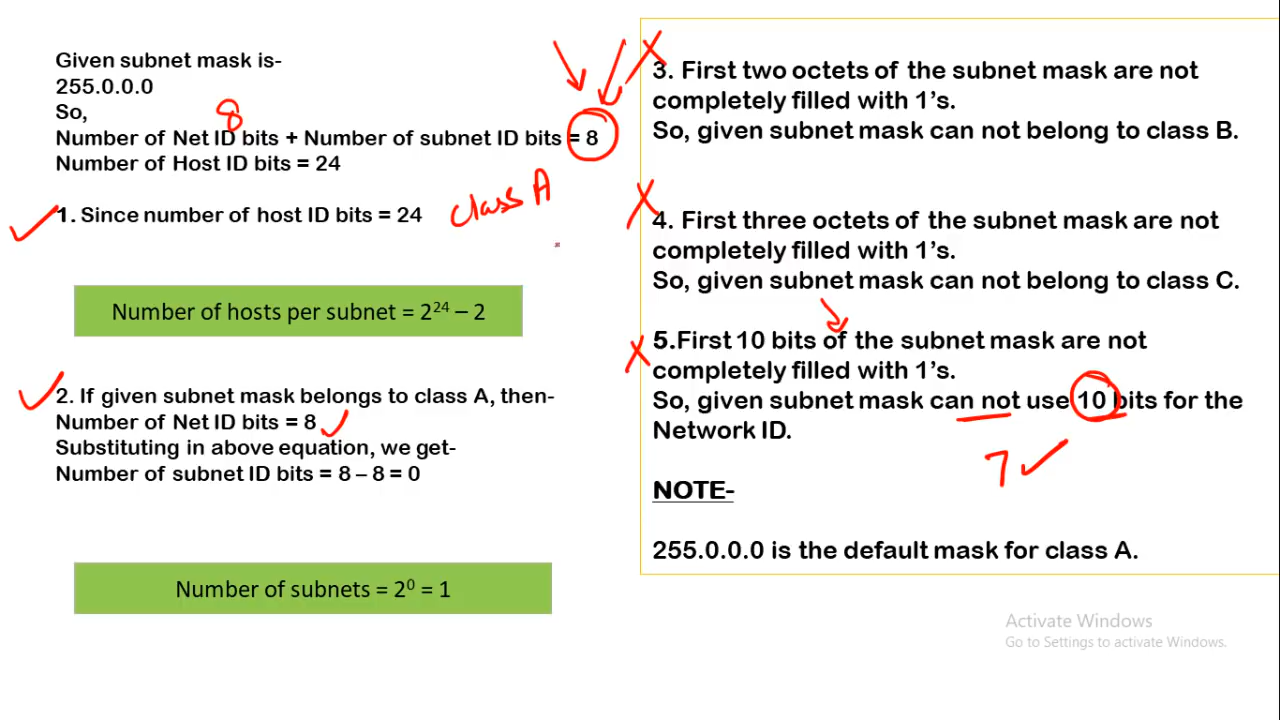 Given subnet mask is-
255.0.0.0
So,
8
Number of Net ID bits + Number of subnet ID bits = 8
Number of Host ID bits = 24
1. Since number of host ID bits = 24
class A
Number of hosts per subnet = 2²⁴ – 2
2. If given subnet mask belongs to class A, then-
Number of Net ID bits = 8
Substituting in above equation, we get-
Number of subnet ID bits = 8 – 8 = 0
Number of subnets = 2⁰ = 1
3. First two octets of the subnet mask are not
completely filled with 1’s.
So, given subnet mask can not belong to class B.
4. First three octets of the subnet mask are not
completely filled with 1’s.
So, given subnet mask can not belong to class C.
5.First 10 bits of the subnet mask are not
completely filled with 1’s.
So, given subnet mask can not use 10 bits for the
Network ID.
7
NOTE-
255.0.0.0 is the default mask for class A.
Activate Windows
Go to Settings to activate Windows.